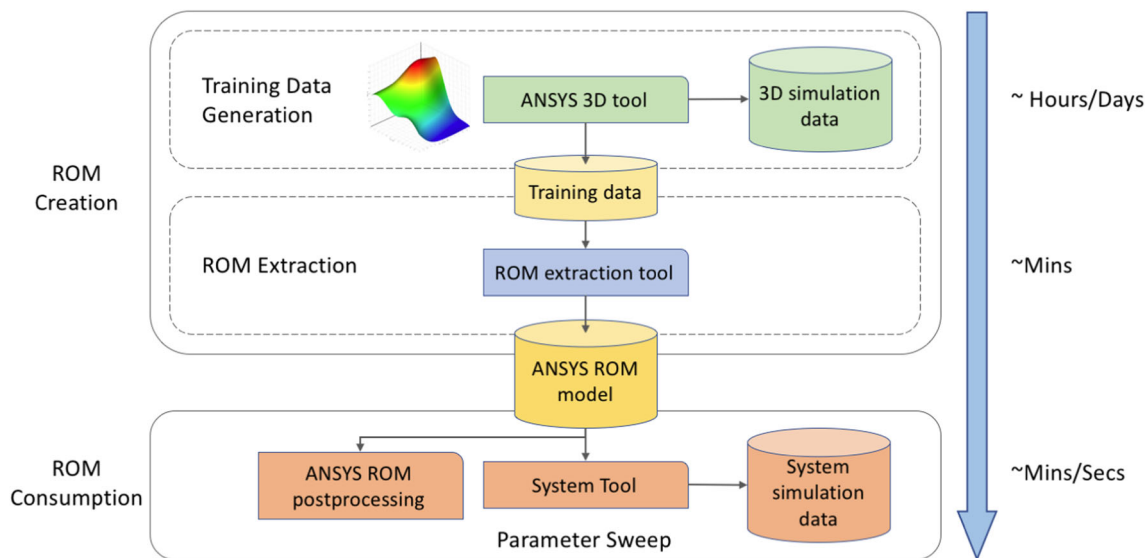 Training Data
Generation
ANSYS 3D tool
3D simulation
data
~ Hours/Days
ROM
Creation
Training data
ROM Extraction
ROM extraction tool
~Mins
ANSYS ROM
model
ROM
Consumption
ANSYS ROM
postprocessing
System Tool
System
simulation
data
~Mins/Secs
Parameter Sweep